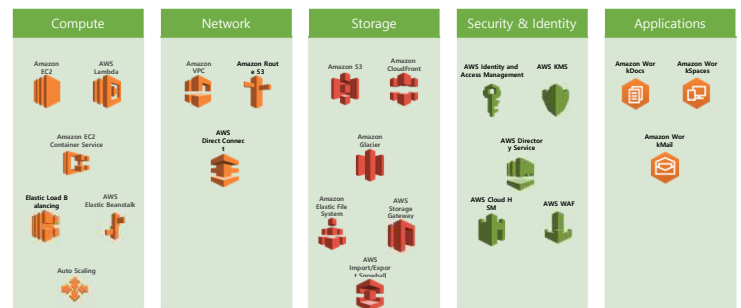 Compute
Network
Storage
Security & Identity
Applications
Amazon
EC2
AWS
Lambda
Amazon EC2
Container Service
Elastic Load B
alancing
AWS
Elastic Beanstalk
Auto Scaling
Amazon
VPC
Amazon Rout
e 53
AWS
Direct Connec
t
Amazon S3
Amazon
CloudFront
Amazon
Glacier
Amazon
Elastic File
System
AWS
Storage
Gateway
AWS
Import/Expor
t Snowball
AWS Identity and
Access Management
AWS KMS
AWS Director
y Service
AWS Cloud H
SM
AWS WAF
Amazon Wor
kDocs
Amazon Wor
kSpaces
Amazon Wor
kMail